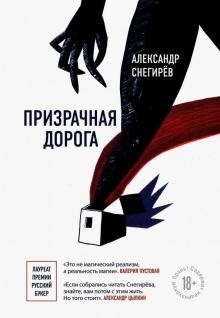 АЛЕКСАНДР
СНЕГИРЁВ
ПРИЗРАЧНАЯ
ДОРОГА
ЛАУРЕАТ
ПРЕМИИ
РУССКИЙ
БУКЕР
«Это не магический реализм,
а реальность магии». ВАЛЕРИЯ ПУСТОВАЯ
«Если собрались читать Снегирёва,
знайте, вам потом с этим жить.
Но того стоит». АЛЕКСАНДР ЦЫПКИН
18+